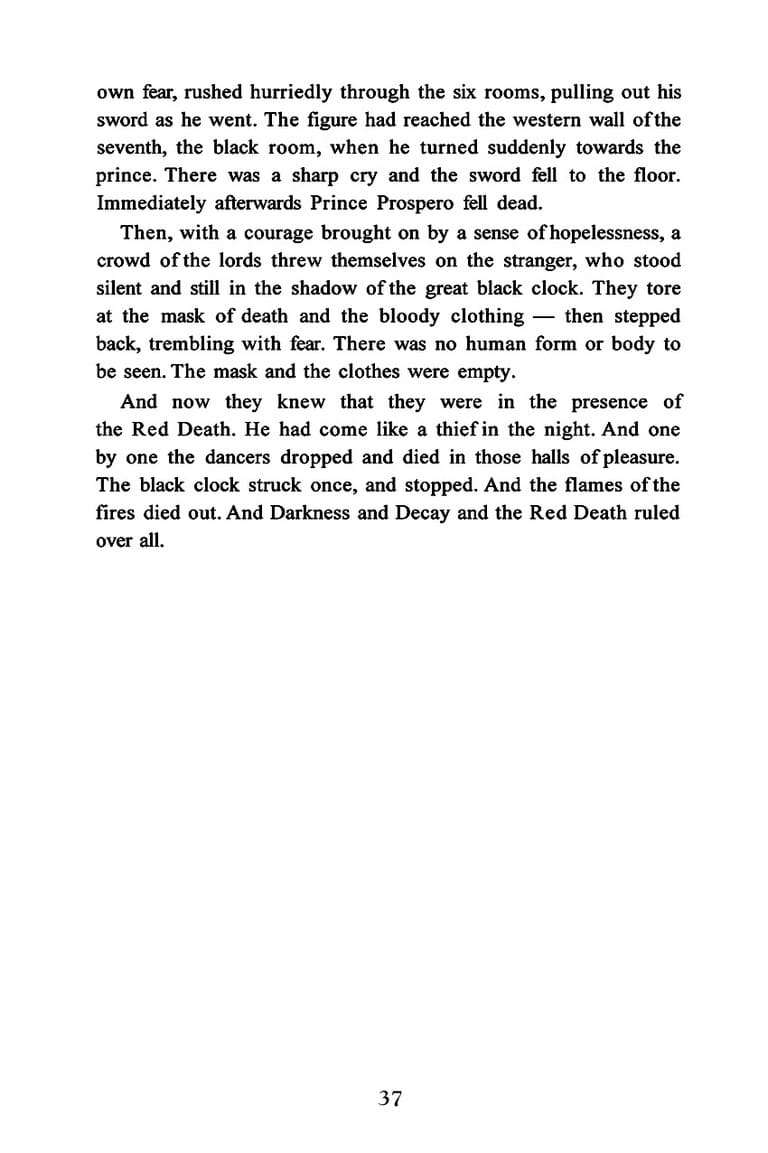 own fear, rushed hurriedly through the six rooms, pulling out his
sword as he went. The figure had reached the western wall of the
seventh, the black room, when he turned suddenly towards the
prince. There was a sharp cry and the sword fell to the floor.
Immediately afterwards Prince Prospero fell dead.
Then, with a courage brought on by a sense of hopelessness, a
crowd of the lords threw themselves on the stranger, who stood
silent and still in the shadow of the great black clock. They tore
at the mask of death and the bloody clothing — then stepped
back, trembling with fear. There was no human form or body to
be seen. The mask and the clothes were empty.
And now they knew that they were in the presence of
the Red Death. He had come like a thief in the night. And one
by one the dancers dropped and died in those halls of pleasure.
The black clock struck once, and stopped. And the flames of the
fires died out. And Darkness and Decay and the Red Death ruled
over all.
37